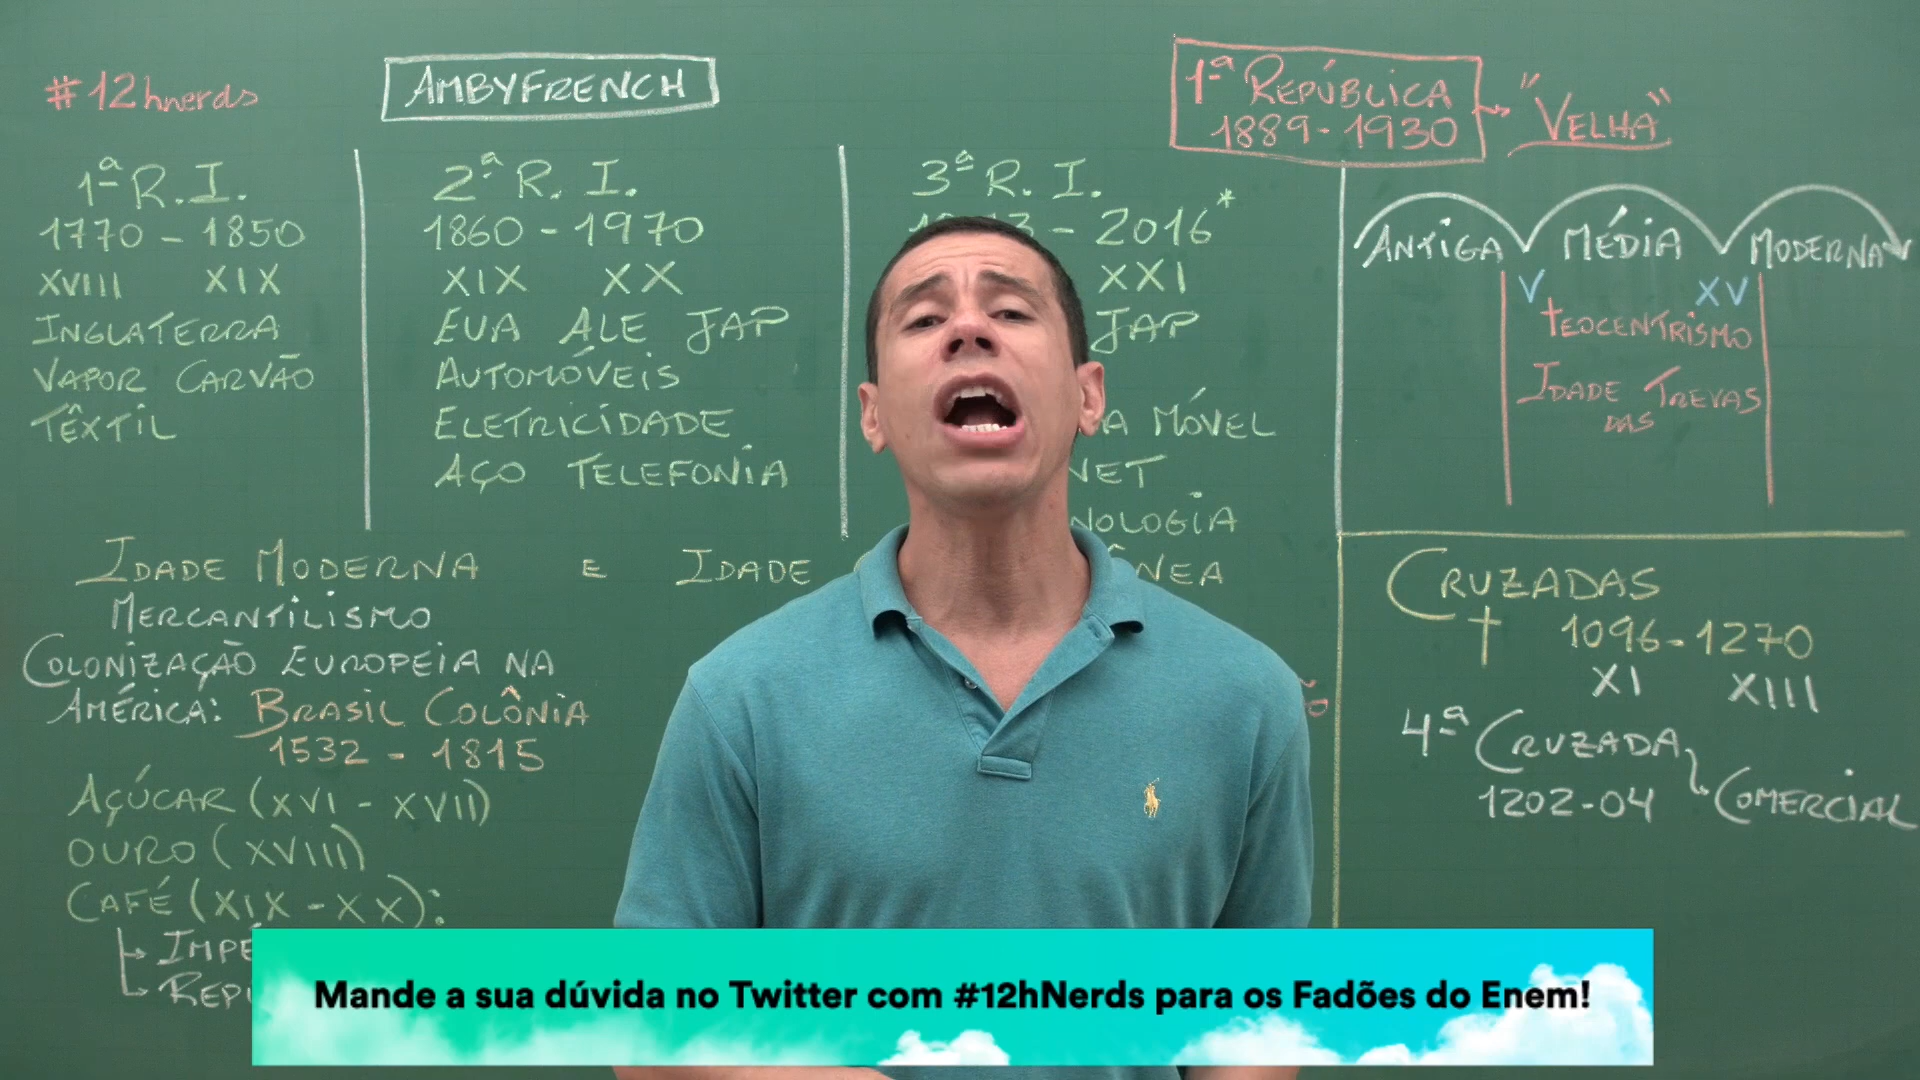 #12hnerds
AMBYFRENCH
1ª REPÚBLICA
1889-1930
"VELHA"
1ª R.I.
1770 - 1850
XVIII XIX
INGLATERRA
VAPOR CARVÃO
TÊXTIL
2ª R. I.
1860 - 1970
XIX XX
EUA ALE JAP
AUTOMÓVEIS
ELETRICIDADE
AÇO TELEFONIA
3ª R. I.
- 2016*
XXI
JAP
MÓVEL
ANTIGA MÉDIA MODERNA
V XV
TEOCENTRISMO
IDADE DAS TREVAS
IDADE MODERNA E IDADE
MERCANTILISMO
COLONIZAÇÃO EUROPEIA NA
AMÉRICA: BRASIL COLÔNIA
1532 - 1815
AÇÚCAR (XVI - XVII)
OURO (XVIII)
CAFÉ (XIX - XX):
CRUZADAS
1096-1270
XI XIII
4ª CRUZADA
1202-04 COMERCIAL
Mande a sua dúvida no Twitter com #12hNerds para os Fadões do Enem!